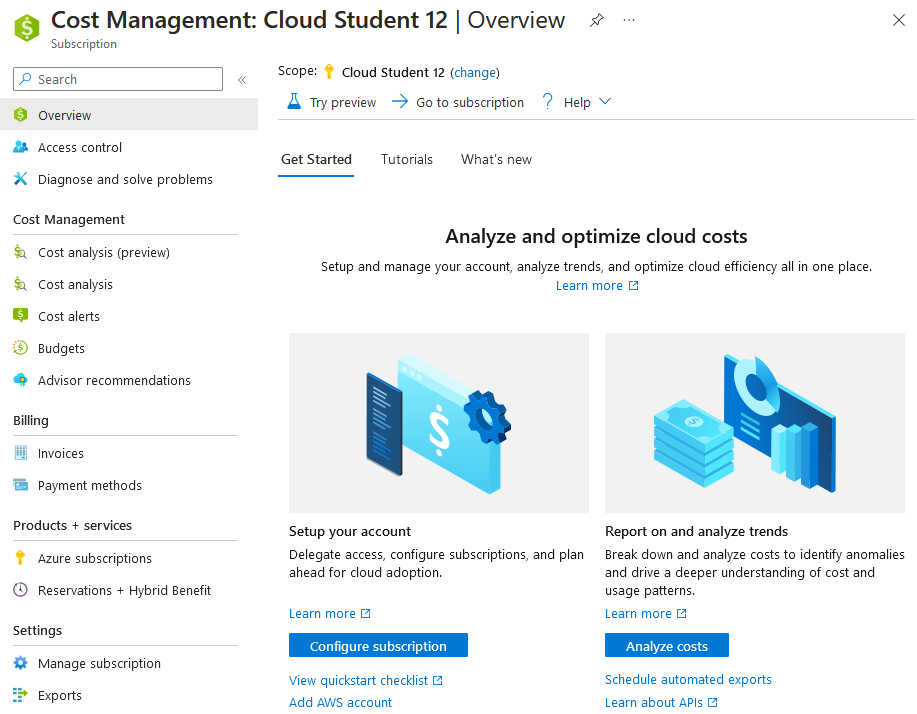 Cost Management: Cloud Student 12 | Overview
Subscription
Search
Overview
Access control
Diagnose and solve problems
Cost Management
Cost analysis (preview)
Cost analysis
Cost alerts
Budgets
Advisor recommendations
Billing
Invoices
Payment methods
Products + services
Azure subscriptions
Reservations + Hybrid Benefit
Settings
Manage subscription
Exports
Scope: Cloud Student 12 (change)
Try preview Go to subscription ? Help
Get Started Tutorials What's new
Analyze and optimize cloud costs
Setup and manage your account, analyze trends, and optimize cloud efficiency all in one place.
Learn more
Setup your account
Delegate access, configure subscriptions, and plan
ahead for cloud adoption.
Learn more
Configure subscription
View quickstart checklist
Add AWS account
Report on and analyze trends
Break down and analyze costs to identify anomalies
and drive a deeper understanding of cost and
usage patterns.
Learn more
Analyze costs
Schedule automated exports
Learn about APIs